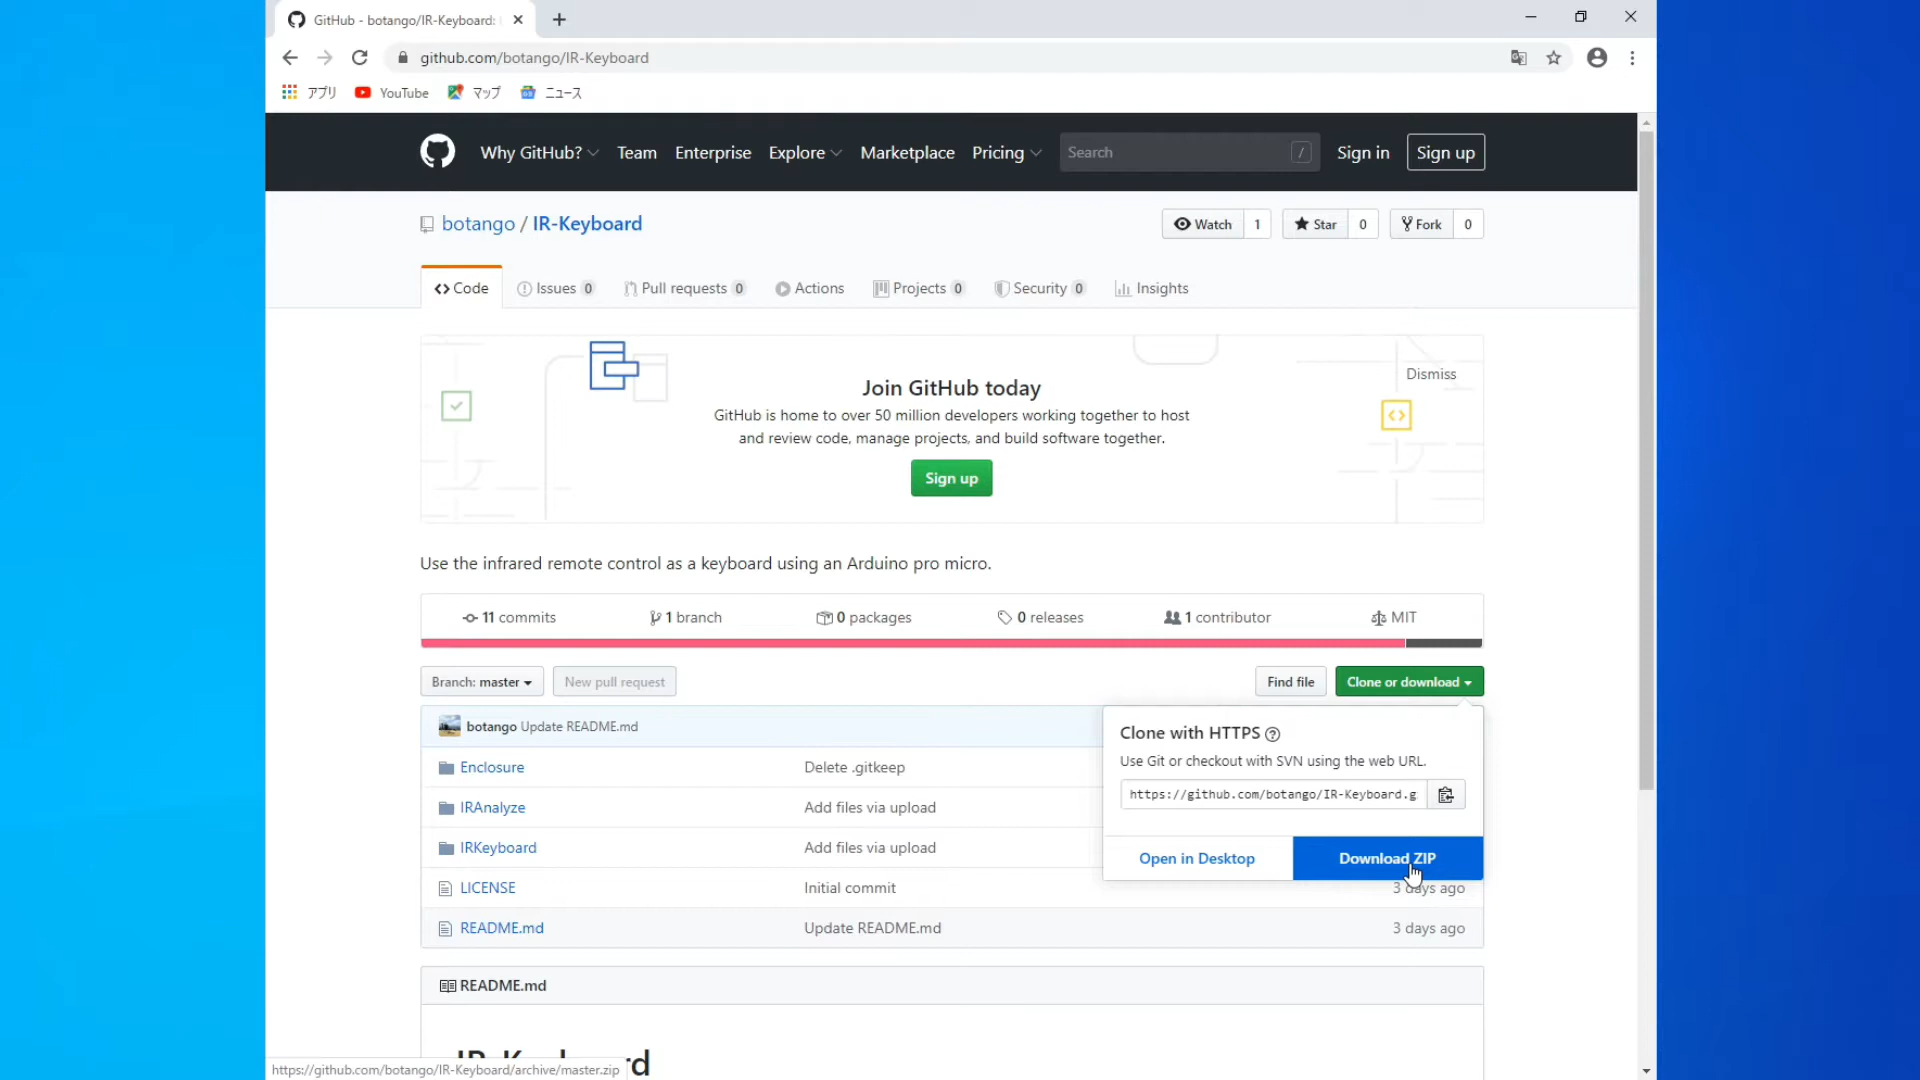 GitHub - botango/IR-Keyboard:
github.com/botango/IR-Keyboard
アプリ YouTube マップ ニュース
Why GitHub? Team Enterprise Explore Marketplace Pricing Search / Sign in Sign up
botango / IR-Keyboard Watch 1 Star 0 Fork 0
Code Issues 0 Pull requests 0 Actions Projects 0 Security 0 Insights
Dismiss
Join GitHub today
GitHub is home to over 50 million developers working together to host
and review code, manage projects, and build software together.
Sign up
Use the infrared remote control as a keyboard using an Arduino pro micro.
11 commits 1 branch 0 packages 0 releases 1 contributor MIT
Branch: master New pull request Find file Clone or download
botango Update README.md
Clone with HTTPS ?
Use Git or checkout with SVN using the web URL.
https://github.com/botango/IR-Keyboard.g
Open in Desktop Download ZIP
Enclosure Delete .gitkeep
IRAnalyze Add files via upload
IRKeyboard Add files via upload
LICENSE Initial commit 3 days ago
README.md Update README.md 3 days ago
README.md
IR-Keyboard
https://github.com/botango/IR-Keyboard/archive/master.zip